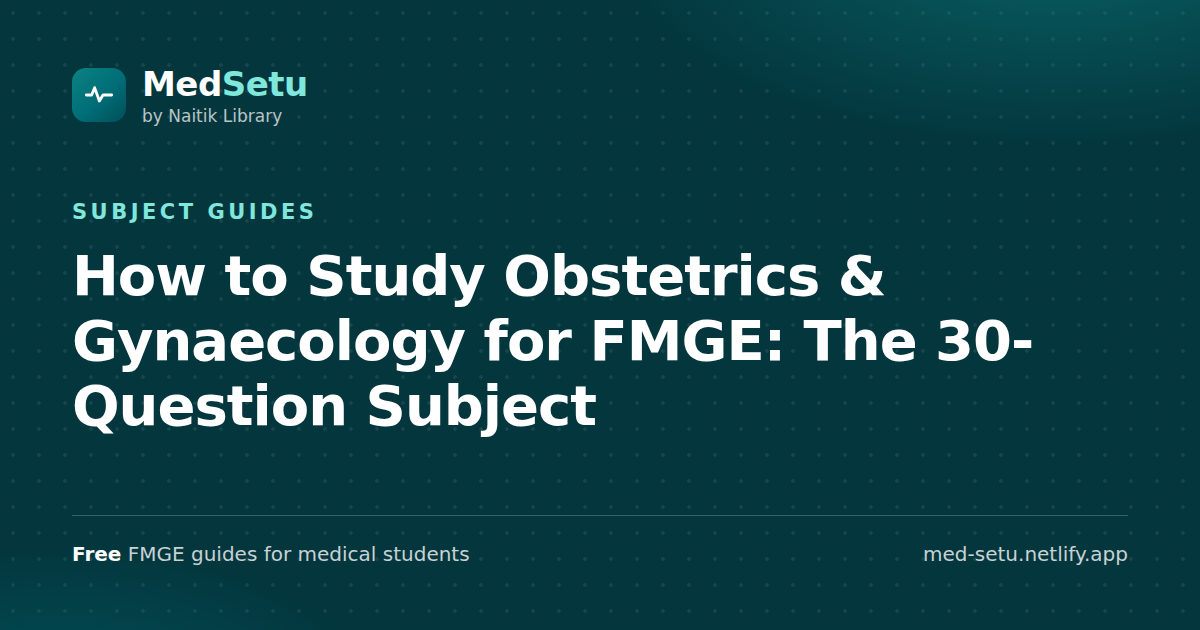 MedSetu
by Naitik Library
SUBJECT GUIDES
How to Study Obstetrics &
Gynaecology for FMGE: The 30-
Question Subject
Free FMGE guides for medical students
med-setu.netlify.app